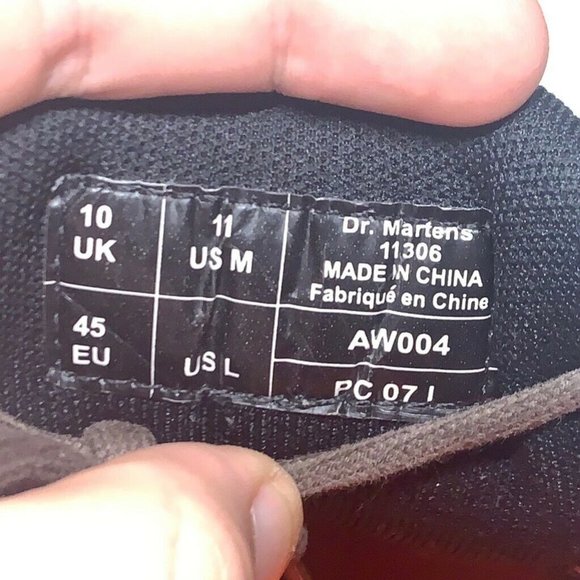 10
UK
11
US M
Dr. Martens
11306
MADE IN CHINA
Fabriqué en Chine
45
EU
US L
AW004
PC 07 I